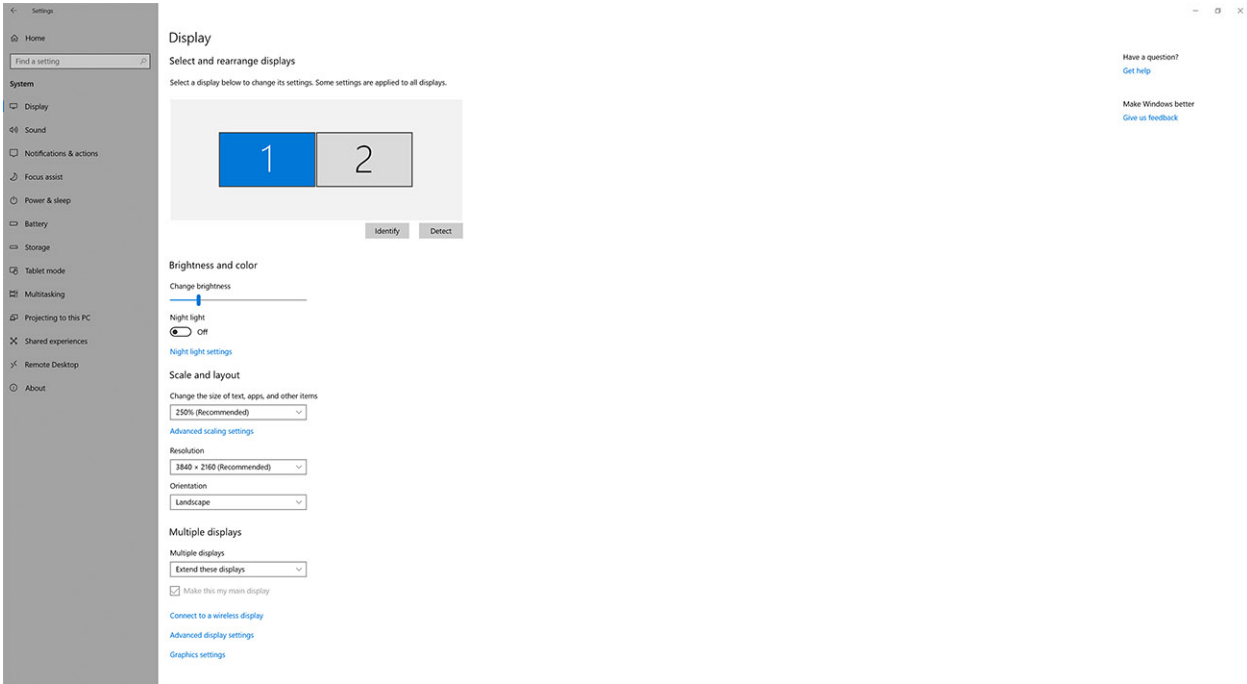 Settings
Home
Find a setting
System
Display
Sound
Notifications & actions
Focus assist
Power & sleep
Battery
Storage
Tablet mode
Multitasking
Projecting to this PC
Shared experiences
Remote Desktop
About
Display
Select and rearrange displays
Select a display below to change its settings. Some settings are applied to all displays.
1 2
Identify Detect
Brightness and color
Change brightness
Night light
Off
Night light settings
Scale and layout
Change the size of text, apps, and other items
250% (Recommended)
Advanced scaling settings
Resolution
3840 × 2160 (Recommended)
Orientation
Landscape
Multiple displays
Multiple displays
Extend these displays
Make this my main display
Connect to a wireless display
Advanced display settings
Graphics settings
Have a question?
Get help
Make Windows better
Give us feedback